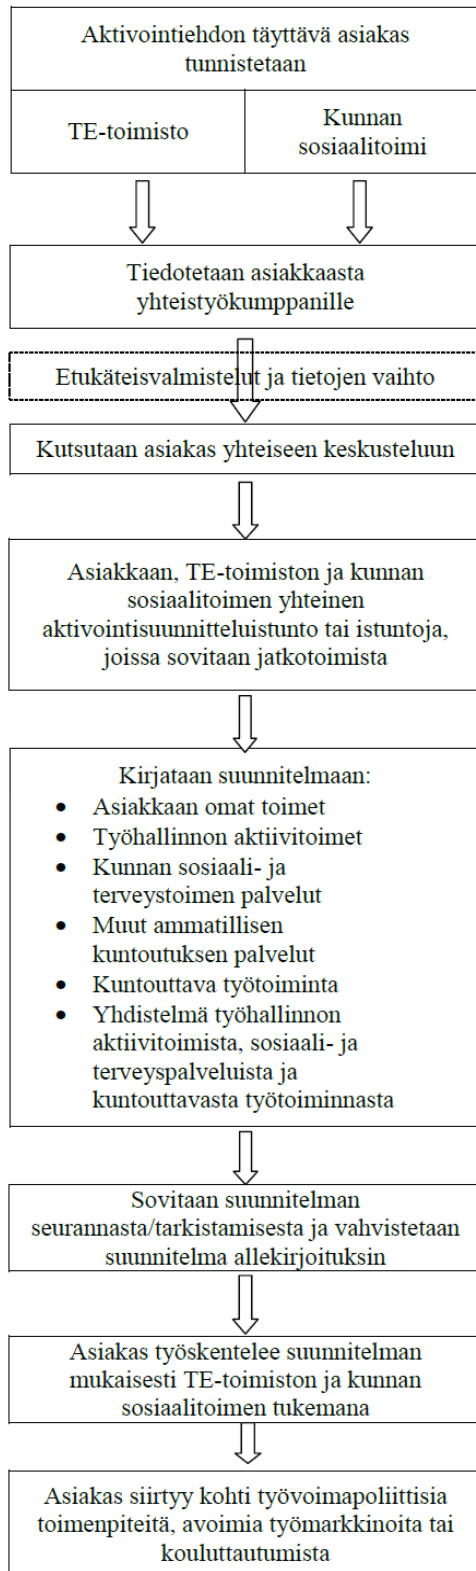 Aktivointiehdon täyttävä asiakas
tunnistetaan
TE-toimisto
Kunnan
sosiaalitoimi
Tiedotetaan asiakkaasta
yhteistyökumppanille
Etukäteisvalmistelut ja tietojen vaihto
Kutsutaan asiakas yhteiseen keskusteluun
Asiakkaan, TE-toimiston ja kunnan
sosiaalitoimen yhteinen
aktivointisuunnitteluistunto tai istuntoja,
joissa sovitaan jatkotoimista
Kirjataan suunnitelmaan:
• Asiakkaan omat toimet
• Työhallinnon aktiivitoimet
• Kunnan sosiaali- ja
terveystoimen palvelut
• Muut ammatillisen
kuntoutuksen palvelut
• Kuntouttava työtoiminta
• Yhdistelmä työhallinnon
aktiivitoimista, sosiaali- ja
terveyspalveluista ja
kuntouttavasta työtoiminnasta
Sovitaan suunnitelman
seurannasta/tarkistamisesta ja vahvistetaan
suunnitelma allekirjoituksin
Asiakas työskentelee suunnitelman
mukaisesti TE-toimiston ja kunnan
sosiaalitoimen tukemana
Asiakas siirtyy kohti työvoimapoliittisia
toimenpiteitä, avoimia työmarkkinoita tai
kouluttautumista